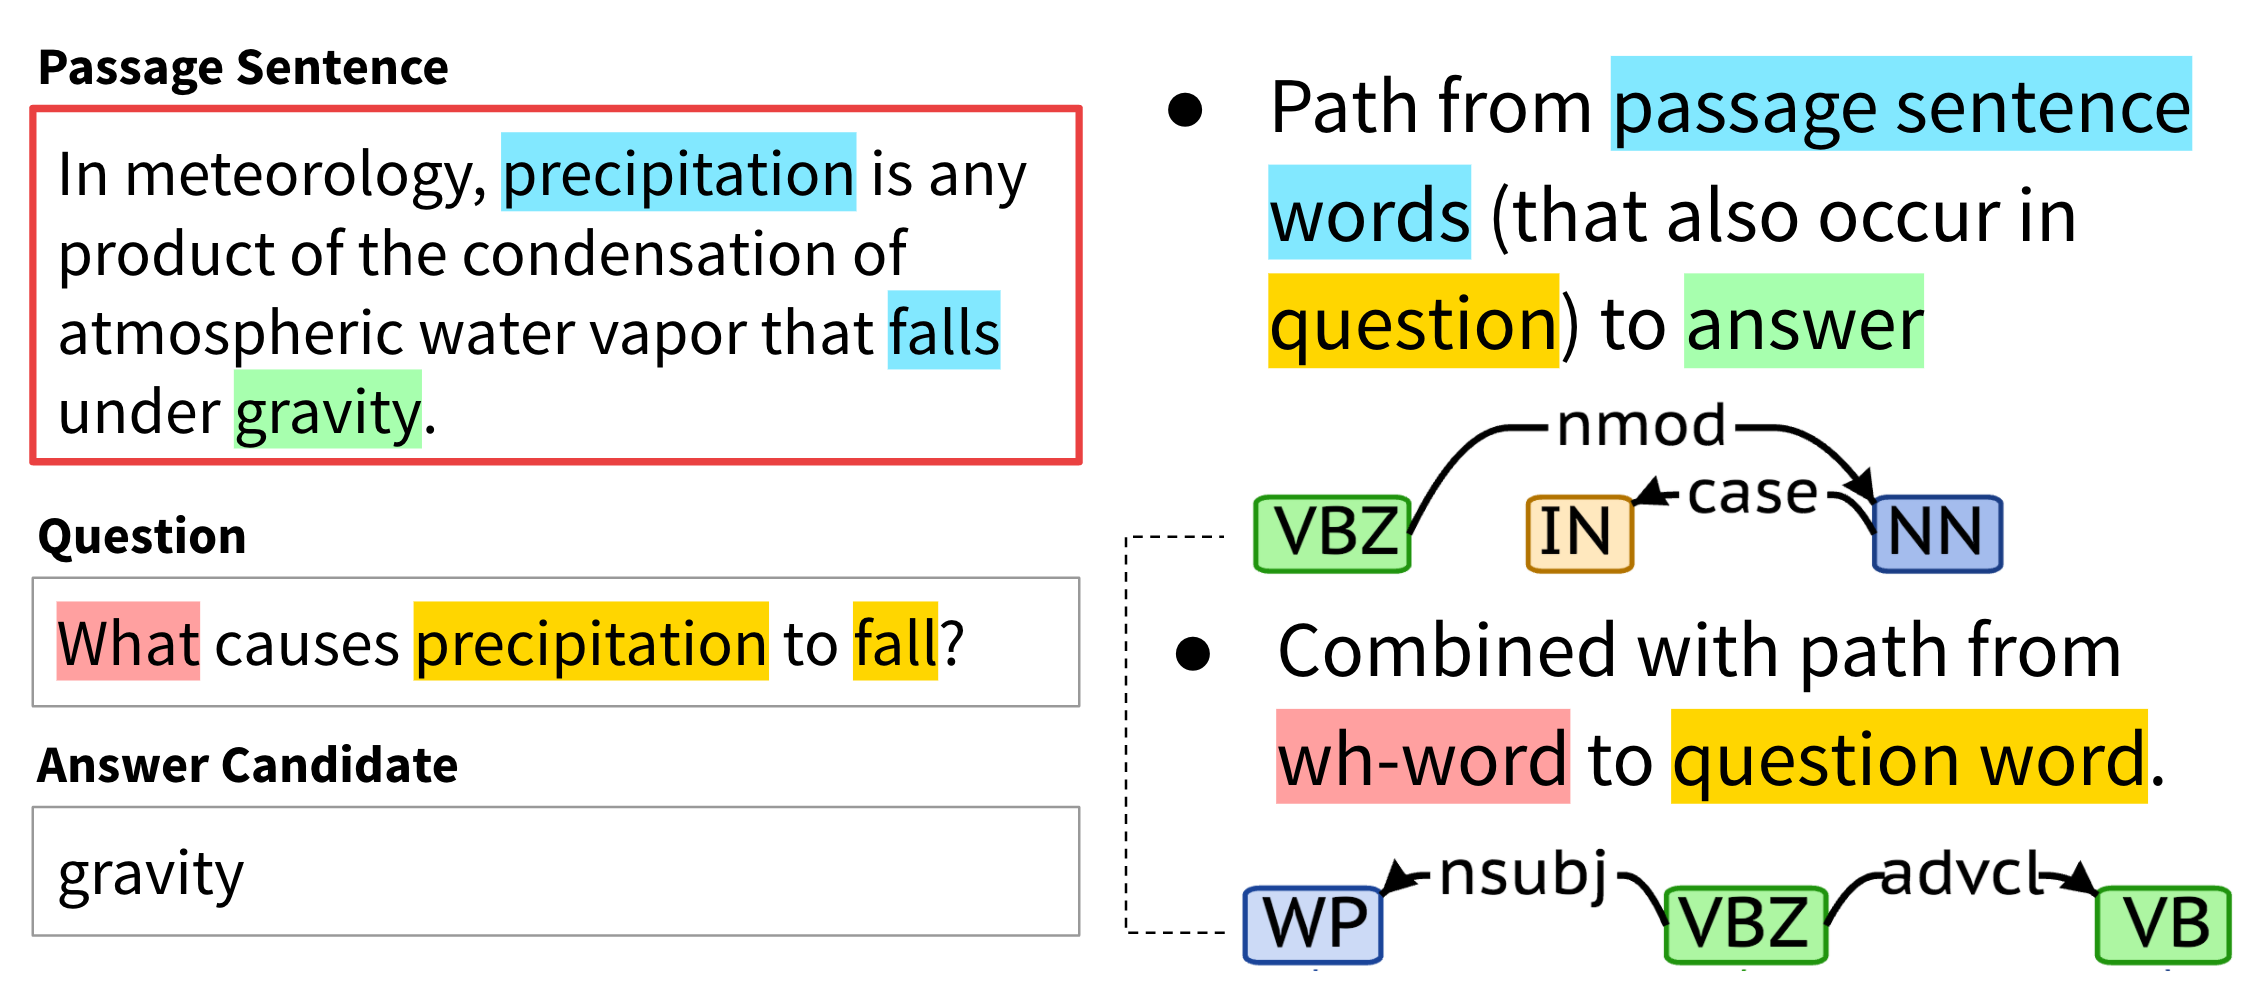 Passage Sentence
In meteorology, precipitation is any
product of the condensation of
atmospheric water vapor that falls
under gravity.
Question
What causes precipitation to fall?
Answer Candidate
gravity
● Path from passage sentence
words (that also occur in
question) to answer
nmod
case
VBZ IN NN
● Combined with path from
wh-word to question word.
nsubj advcl
WP VBZ VB